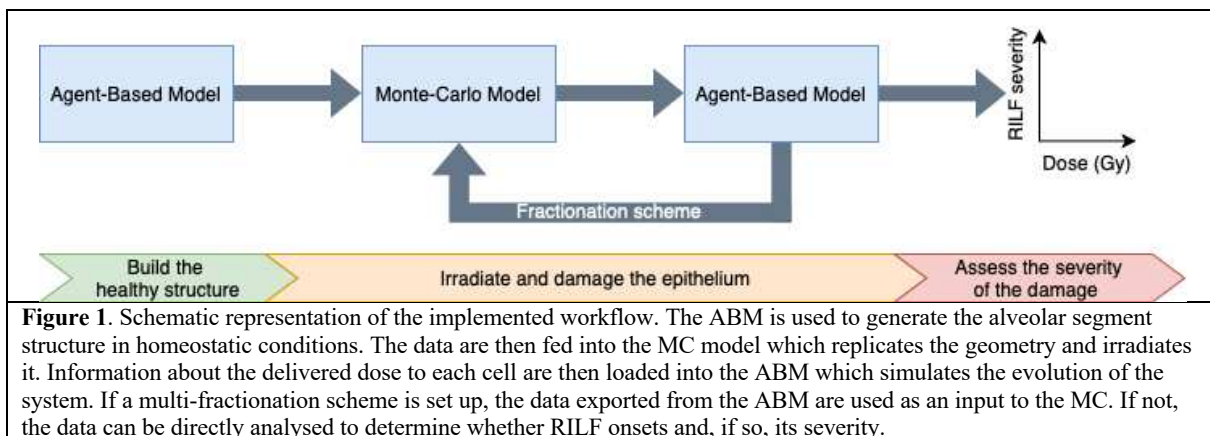 Agent-Based Model
Monte-Carlo Model
Agent-Based Model
RILF severity
Dose (Gy)
Fractionation scheme
Build the
healthy structure
Irradiate and damage the epithelium
Assess the severity
of the damage
Figure 1. Schematic representation of the implemented workflow. The ABM is used to generate the alveolar segment
structure in homeostatic conditions. The data are then fed into the MC model which replicates the geometry and irradiates
it. Information about the delivered dose to each cell are then loaded into the ABM which simulates the evolution of the
system. If a multi-fractionation scheme is set up, the data exported from the ABM are used as an input to the MC. If not,
the data can be directly analysed to determine whether RILF onsets and, if so, its severity.